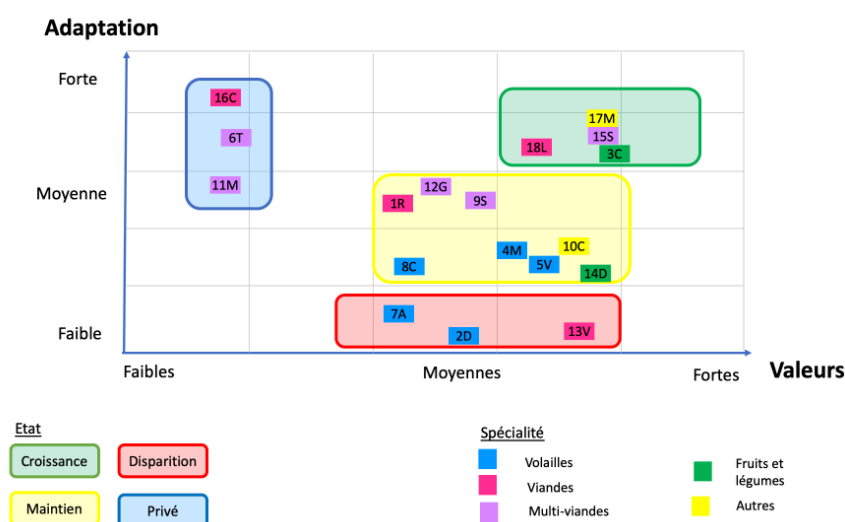 Adaptation
Forte
16C
17M
6T
15S
18L
3C
11M
12G
Moyenne
1R
9S
4M
10C
8C
5V
14D
7A
Faible
2D
13V
Faibles
Moyennes
Fortes
Valeurs
Etat
Croissance
Disparition
Maintien
Privé
Spécialité
Volailles
Viandes
Multi-viandes
Fruits et
légumes
Autres